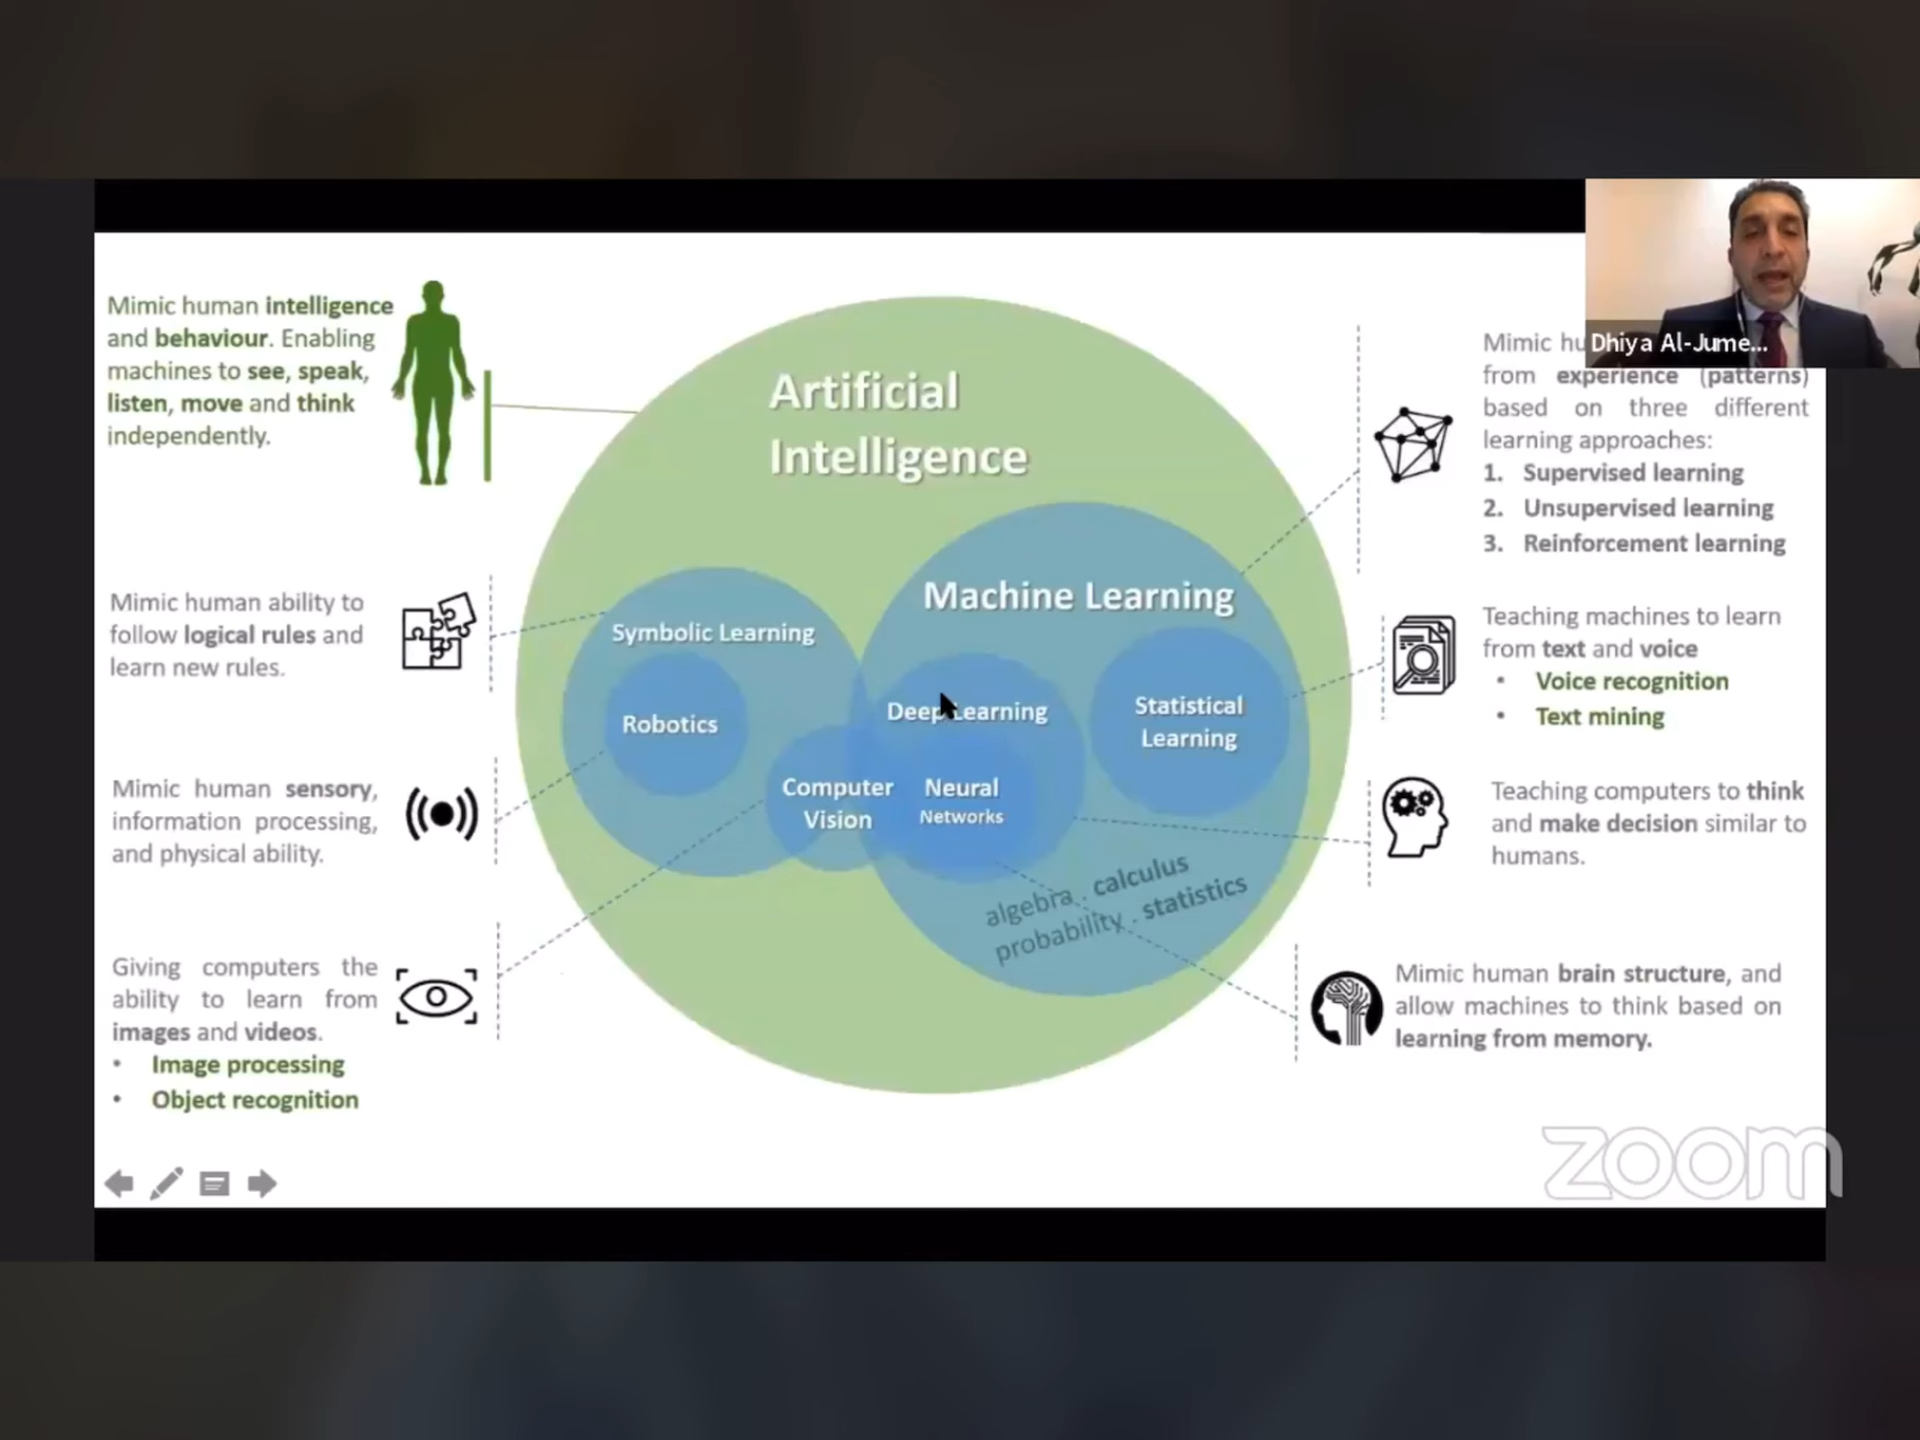 Mimic human intelligence
and behaviour. Enabling
machines to see, speak,
listen, move and think
independently.
Mimic human ability to
follow logical rules and
learn new rules.
Mimic human sensory,
information processing,
and physical ability.
Giving computers the
ability to learn from
images and videos.
• Image processing
• Object recognition
Artificial
Intelligence
Machine Learning
Symbolic Learning
Robotics
Computer
Vision
Deep Learning
Neural
Networks
Statistical
Learning
algebra . calculus
probability . statistics
Dhiya Al-Jume...
Mimic
from experience (patterns)
based on three different
learning approaches:
1. Supervised learning
2. Unsupervised learning
3. Reinforcement learning
Teaching machines to learn
from text and voice
• Voice recognition
• Text mining
Teaching computers to think
and make decision similar to
humans.
Mimic human brain structure, and
allow machines to think based on
learning from memory.
zoom